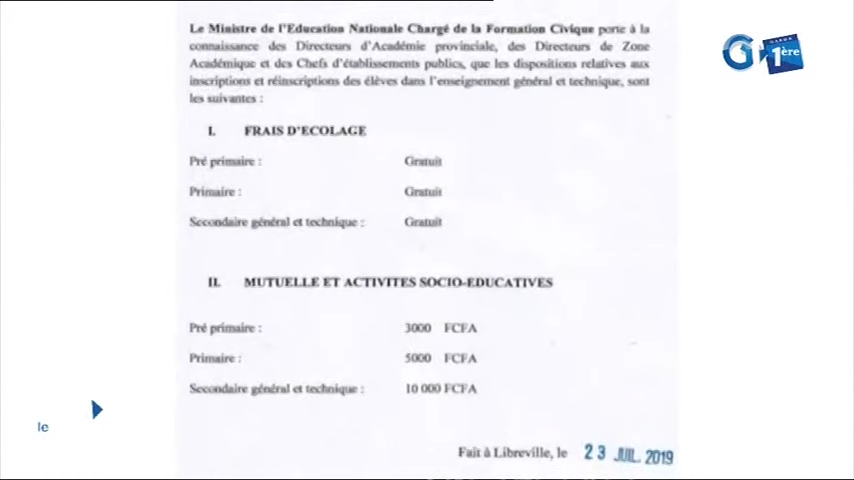 Le Ministre de l'Education Nationale Chargé de la Formation Civique porte à la
connaissance des Directeurs d'Académie provinciale, des Directeurs de Zone
Académique et des Chefs d'établissements publics, que les dispositions relatives aux
inscriptions et réinscriptions des élèves dans l'enseignement général et technique, sont
les suivantes :
I. FRAIS D'ECOLAGE
Pré primaire : Gratuit
Primaire : Gratuit
Secondaire général et technique : Gratuit
II. MUTUELLE ET ACTIVITES SOCIO-EDUCATIVES
Pré primaire : 3000 FCFA
Primaire : 5000 FCFA
Secondaire général et technique : 10 000 FCFA
Fait à Libreville, le 23 JUIL. 2019
G GABON 1ère
le